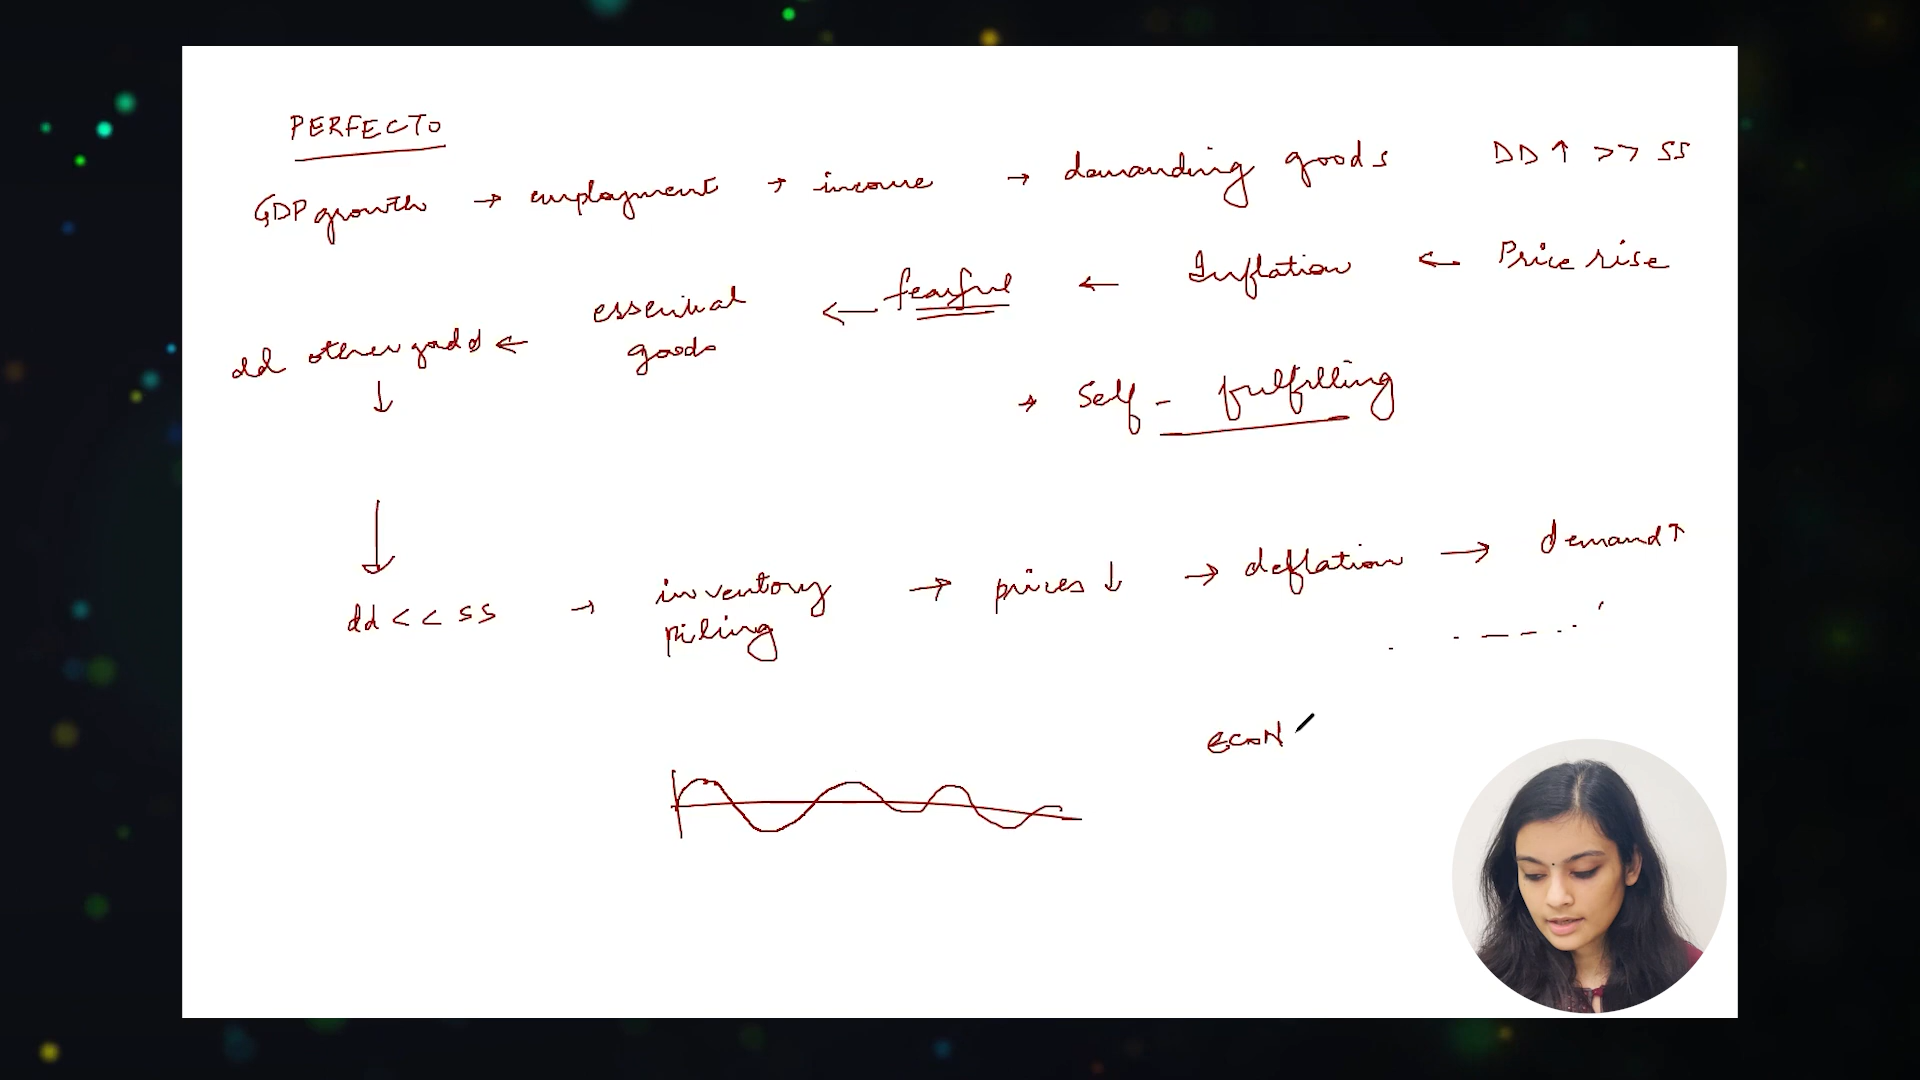 PERFECTO
GDP growth → employment → income → demanding goods DD ↑ >> SS
dd other goods ← essential goods ← fearful ← Inflation ← Price rise
↓
→ Self - fulfilling
↓
dd << SS → inventory piling → prices ↓ → deflation → demand ↑
ECON